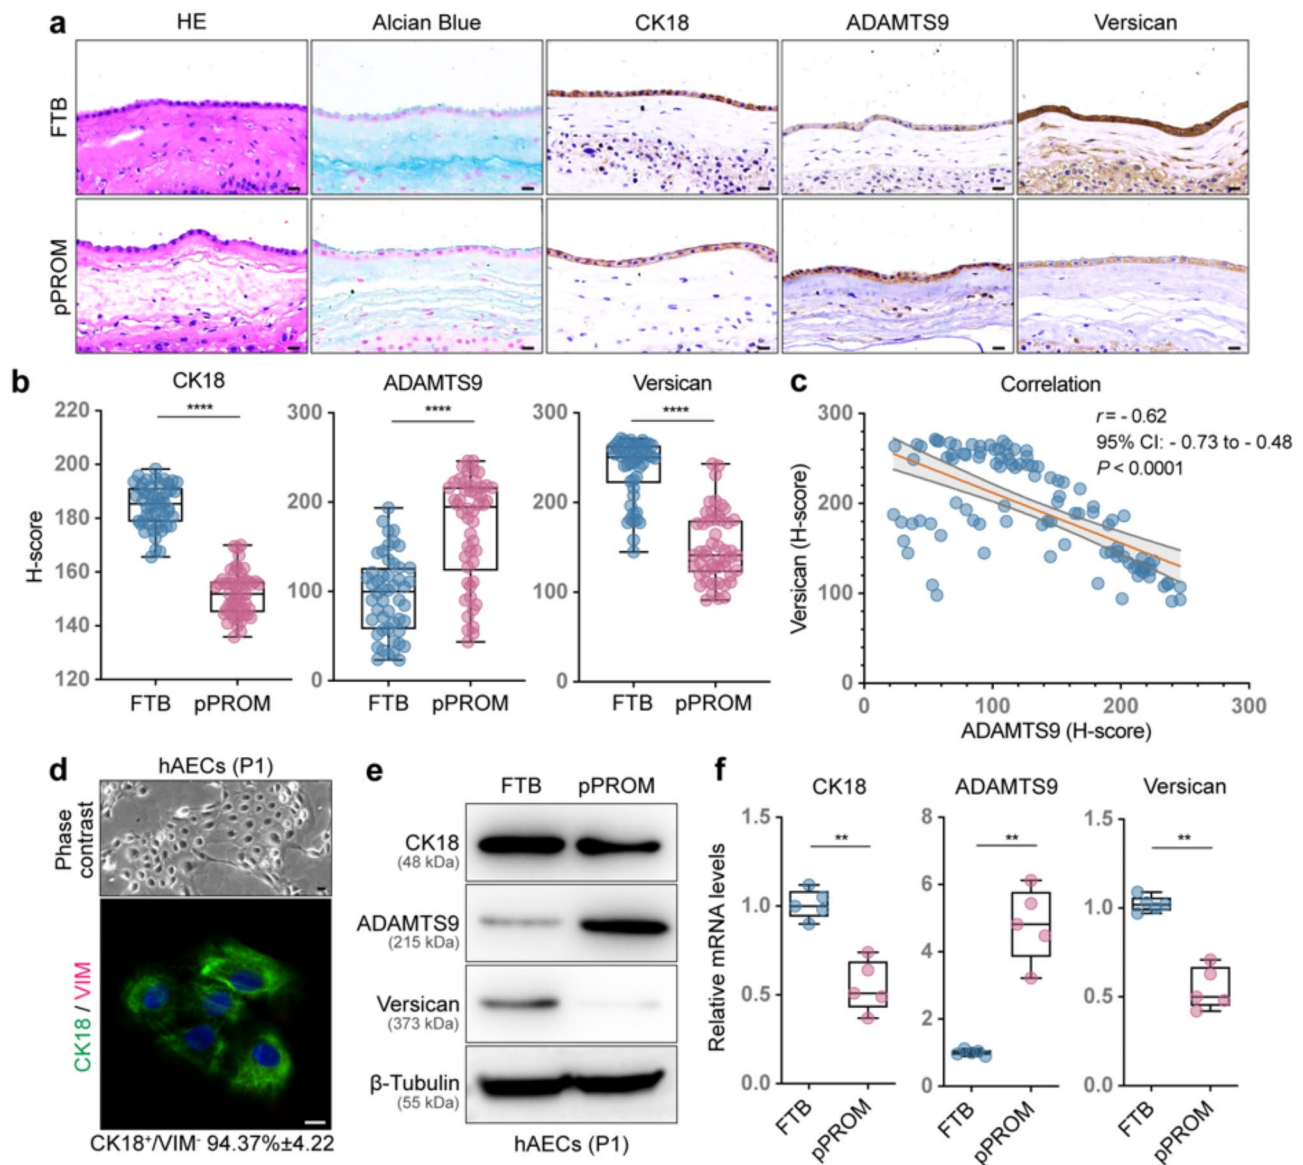 a
HE
Alcian Blue
CK18
ADAMTS9
Versican
FTB
pPROM
b
CK18
ADAMTS9
Versican
H-score
220
200
180
160
140
120
****
FTB
pPROM
300
200
100
0
****
FTB
pPROM
300
200
100
0
****
FTB
pPROM
c
Correlation
r = - 0.62
95% CI: - 0.73 to - 0.48
P < 0.0001
Versican (H-score)
300
200
100
0
0
100
200
300
ADAMTS9 (H-score)
d
hAECs (P1)
Phase
contrast
CK18 / VIM
CK18⁺/VIM⁻ 94.37%±4.22
e
FTB
pPROM
CK18
(48 kDa)
ADAMTS9
(215 kDa)
Versican
(373 kDa)
β-Tubulin
(55 kDa)
hAECs (P1)
f
CK18
ADAMTS9
Versican
Relative mRNA levels
1.5
1.0
0.5
0.0
**
FTB
pPROM
8
6
4
2
0
**
FTB
pPROM
1.5
1.0
0.5
0.0
**
FTB
pPROM